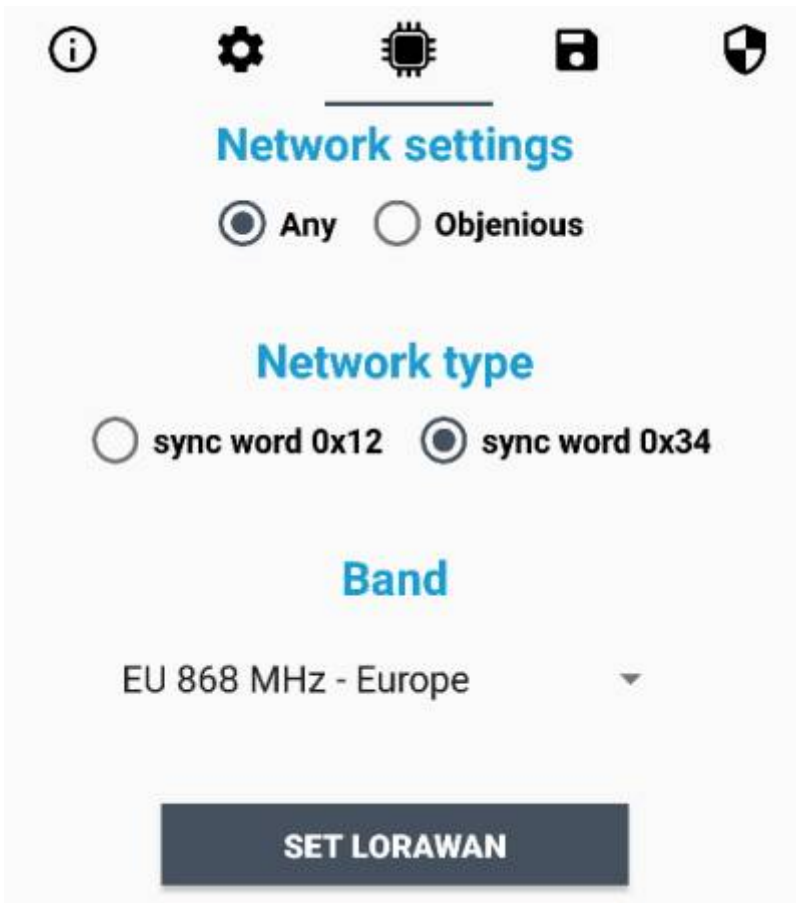 Network settings
Any Objenious
Network type
sync word 0x12 sync word 0x34
Band
EU 868 MHz - Europe
SET LORAWAN